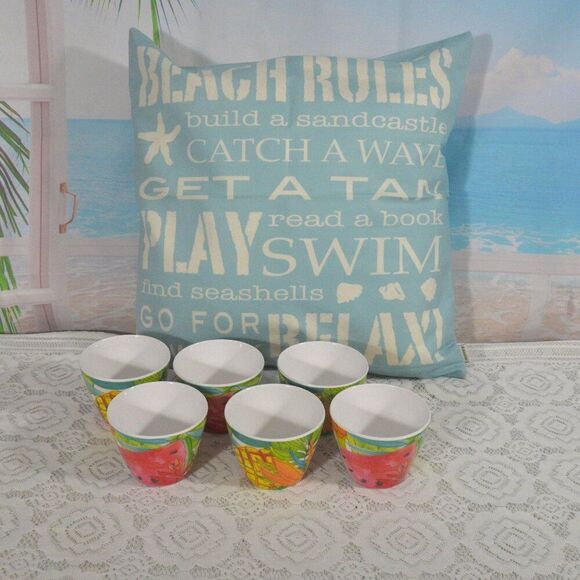 BEACH RULES
build a sandcastle
CATCH A WAVE
GET A TAN
PLAY
read a book
SWIM
find seashells
GO FOR
RELAX!